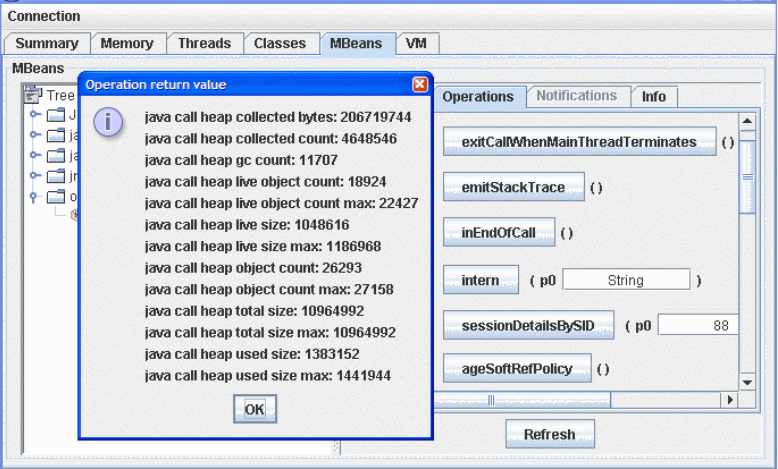 Connection
Summary Memory Threads Classes MBeans VM
MBeans
Operation return value
Tree
J
ja
ja
jr
o
i
java call heap collected bytes: 206719744
java call heap collected count: 4648546
java call heap gc count: 11707
java call heap live object count: 18924
java call heap live object count max: 22427
java call heap live size: 1048616
java call heap live size max: 1186968
java call heap object count: 26293
java call heap object count max: 27158
java call heap total size: 10964992
java call heap total size max: 10964992
java call heap used size: 1383152
java call heap used size max: 1441944
OK
Operations Notifications Info
exitCallWhenMainThreadTerminates ()
emitStackTrace ()
inEndOfCall ()
intern ( p0 String )
sessionDetailsBySID ( p0 88
ageSoftRefPolicy ()
Refresh